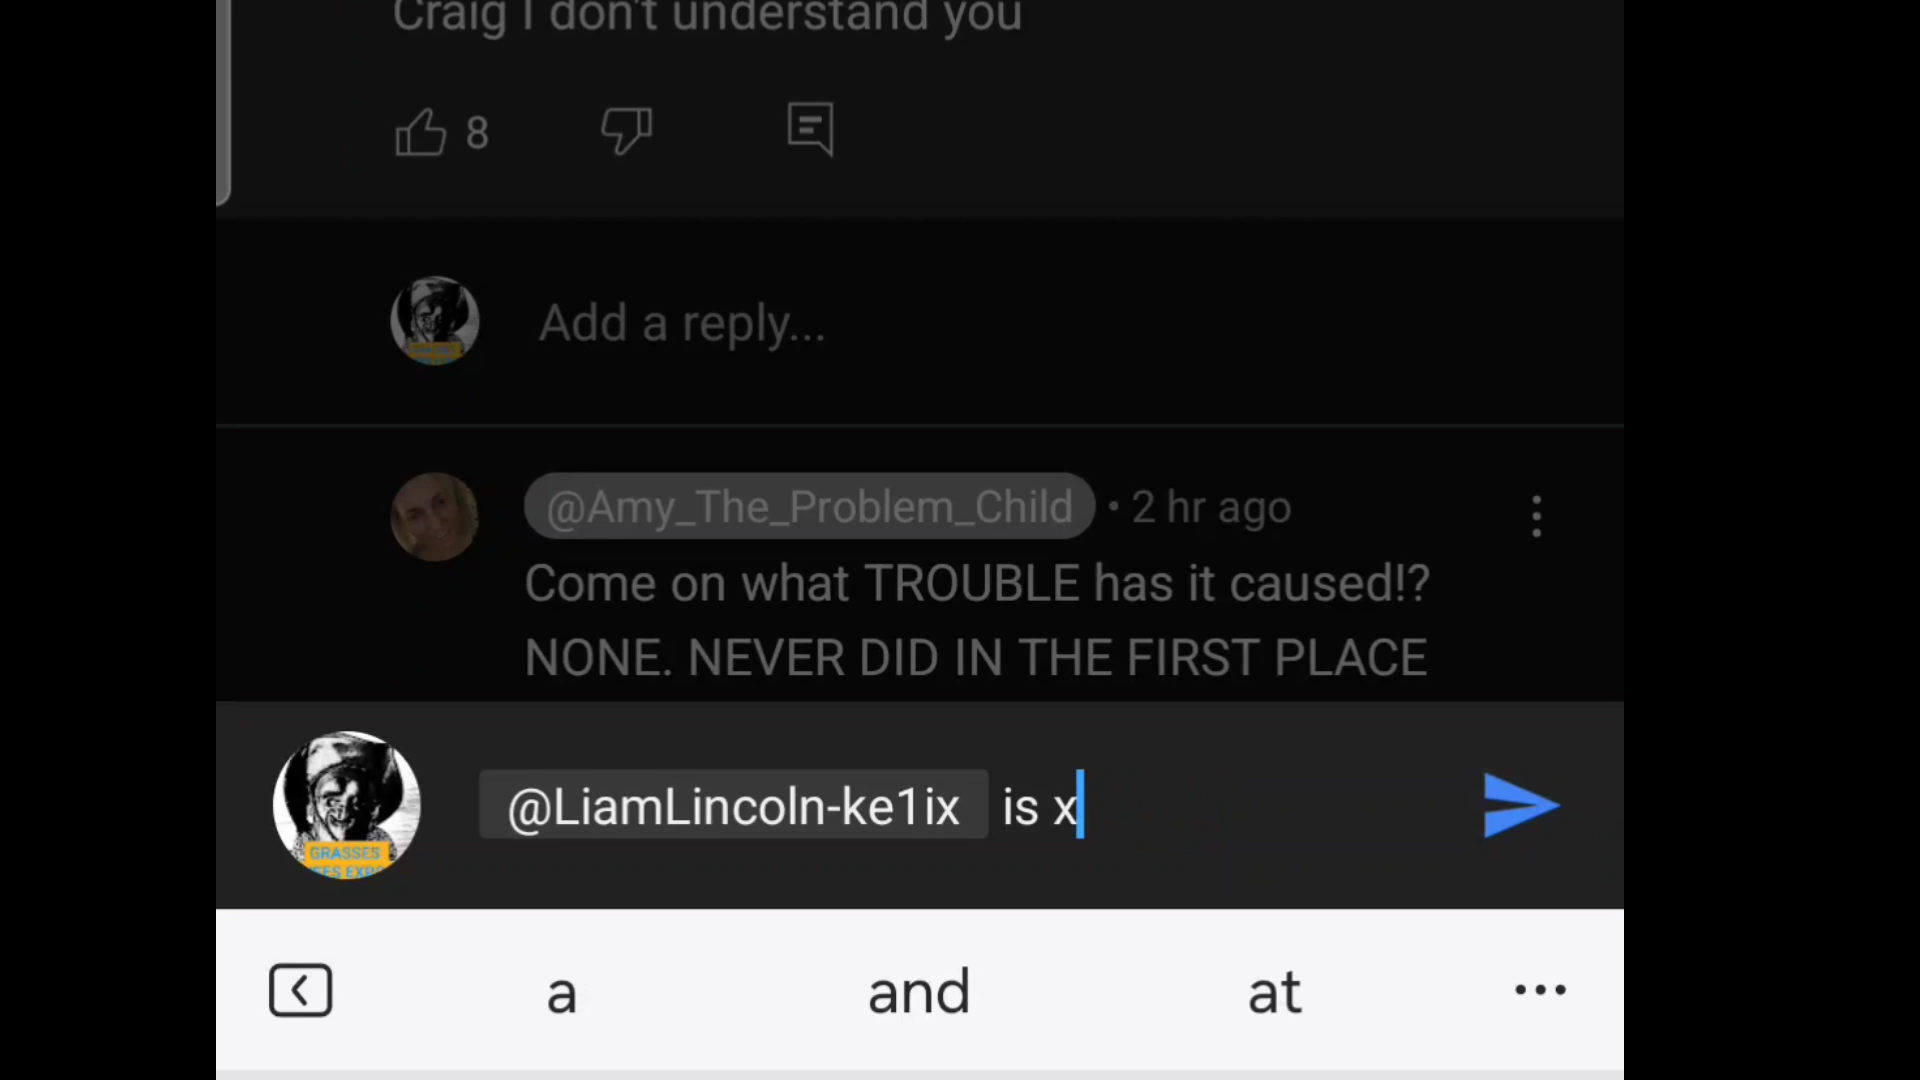 Craig I don't understand you
8
Add a reply...
@Amy_The_Problem_Child • 2 hr ago
Come on what TROUBLE has it caused!?
NONE. NEVER DID IN THE FIRST PLACE
@LiamLincoln-ke1ix is x
GRASSES
a and at